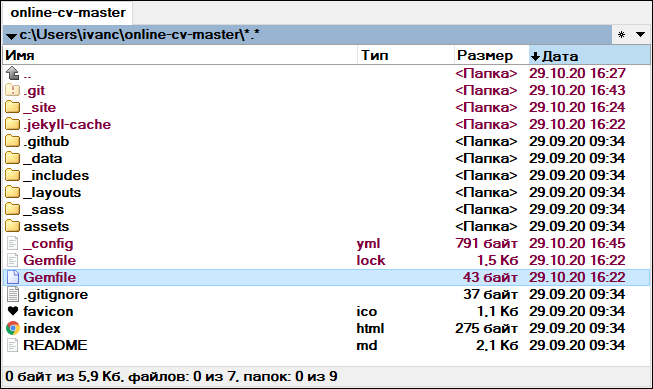 online-cv-master
c:\Users\ivanc\online-cv-master\*.*
Имя Тип Размер Дата
.. <Папка> 29.10.20 16:27
.git <Папка> 29.10.20 16:43
_site <Папка> 29.10.20 16:24
.jekyll-cache <Папка> 29.10.20 16:22
.github <Папка> 29.09.20 09:34
_data <Папка> 29.09.20 09:34
_includes <Папка> 29.09.20 09:34
_layouts <Папка> 29.09.20 09:34
_sass <Папка> 29.09.20 09:34
assets <Папка> 29.09.20 09:34
_config yml 791 байт 29.10.20 16:45
Gemfile lock 1,5 Кб 29.10.20 16:22
Gemfile 43 байт 29.10.20 16:22
.gitignore 37 байт 29.09.20 09:34
favicon ico 1,1 Кб 29.09.20 09:34
index html 275 байт 29.09.20 09:34
README md 2,1 Кб 29.09.20 09:34
0 байт из 5,9 Кб, файлов: 0 из 7, папок: 0 из 9